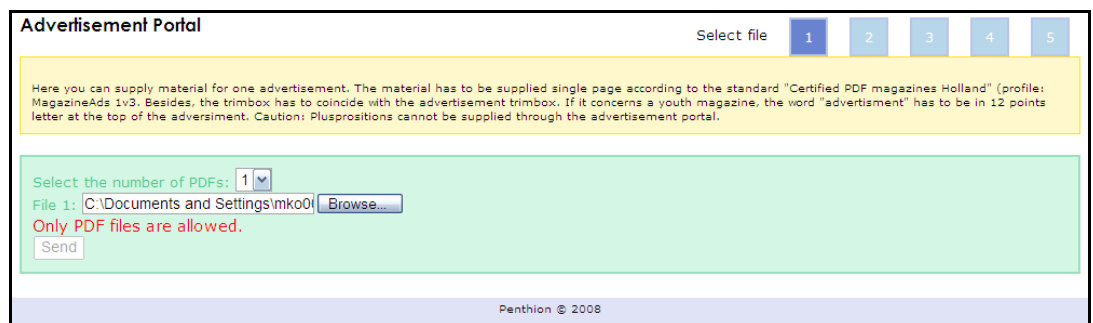 Advertisement Portal
Select file 1 2 3 4 5
Here you can supply material for one advertisement. The material has to be supplied single page according to the standard "Certified PDF magazines Holland" (profile:
MagazineAds 1v3. Besides, the trimbox has to coincide with the advertisement trimbox. If it concerns a youth magazine, the word "advertisment" has to be in 12 points
letter at the top of the adversiment. Caution: Plusprositions cannot be supplied through the advertisement portal.
Select the number of PDFs: 1
File 1: C:\Documents and Settings\mko0 Browse...
Only PDF files are allowed.
Send
Penthion © 2008